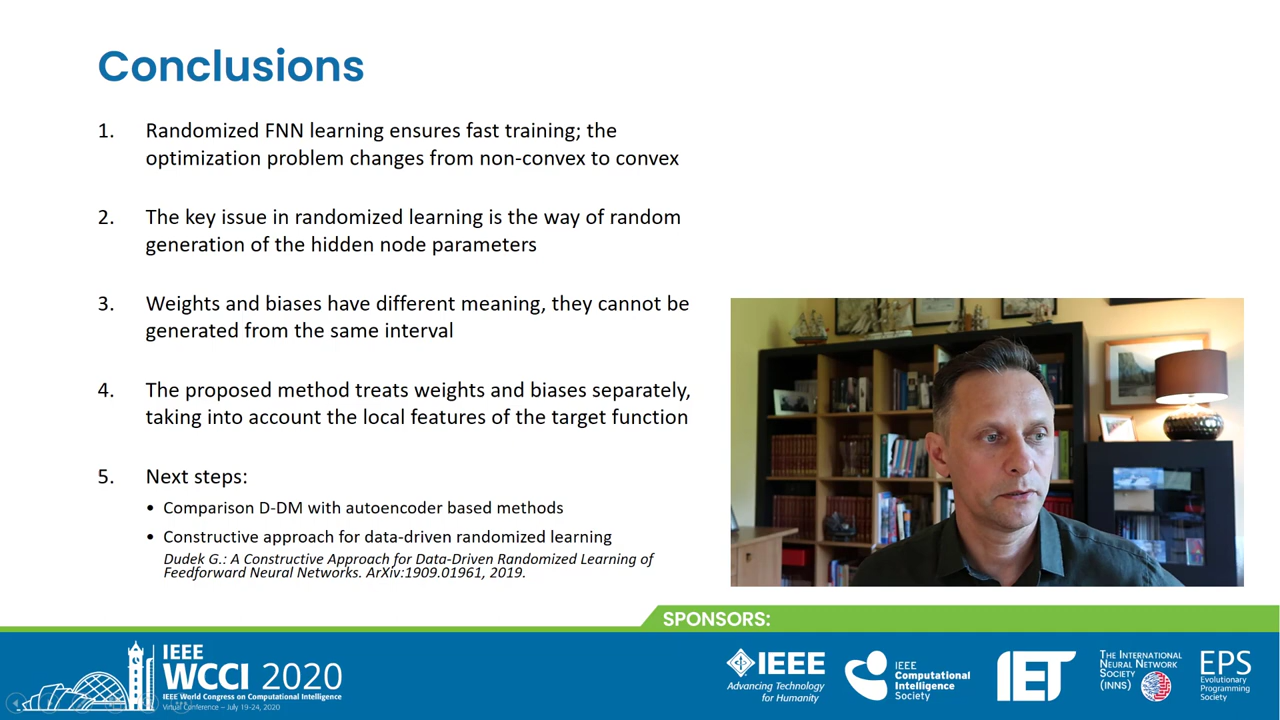 Conclusions
1. Randomized FNN learning ensures fast training; the
optimization problem changes from non-convex to convex
2. The key issue in randomized learning is the way of random
generation of the hidden node parameters
3. Weights and biases have different meaning, they cannot be
generated from the same interval
4. The proposed method treats weights and biases separately,
taking into account the local features of the target function
5. Next steps:
• Comparison D-DM with autoencoder based methods
• Constructive approach for data-driven randomized learning
Dudek G.: A Constructive Approach for Data-Driven Randomized Learning of
Feedforward Neural Networks. ArXiv:1909.01961, 2019.
SPONSORS:
IEEE
WCCI 2020
IEEE World Congress on Computational Intelligence
Virtual Conference – July 19-24, 2020
IEEE
Advancing Technology
for Humanity
IEEE
Computational
Intelligence
Society
IET
The International
Neural Network
Society
(INNS)
EPS
Evolutionary
Programming
Society